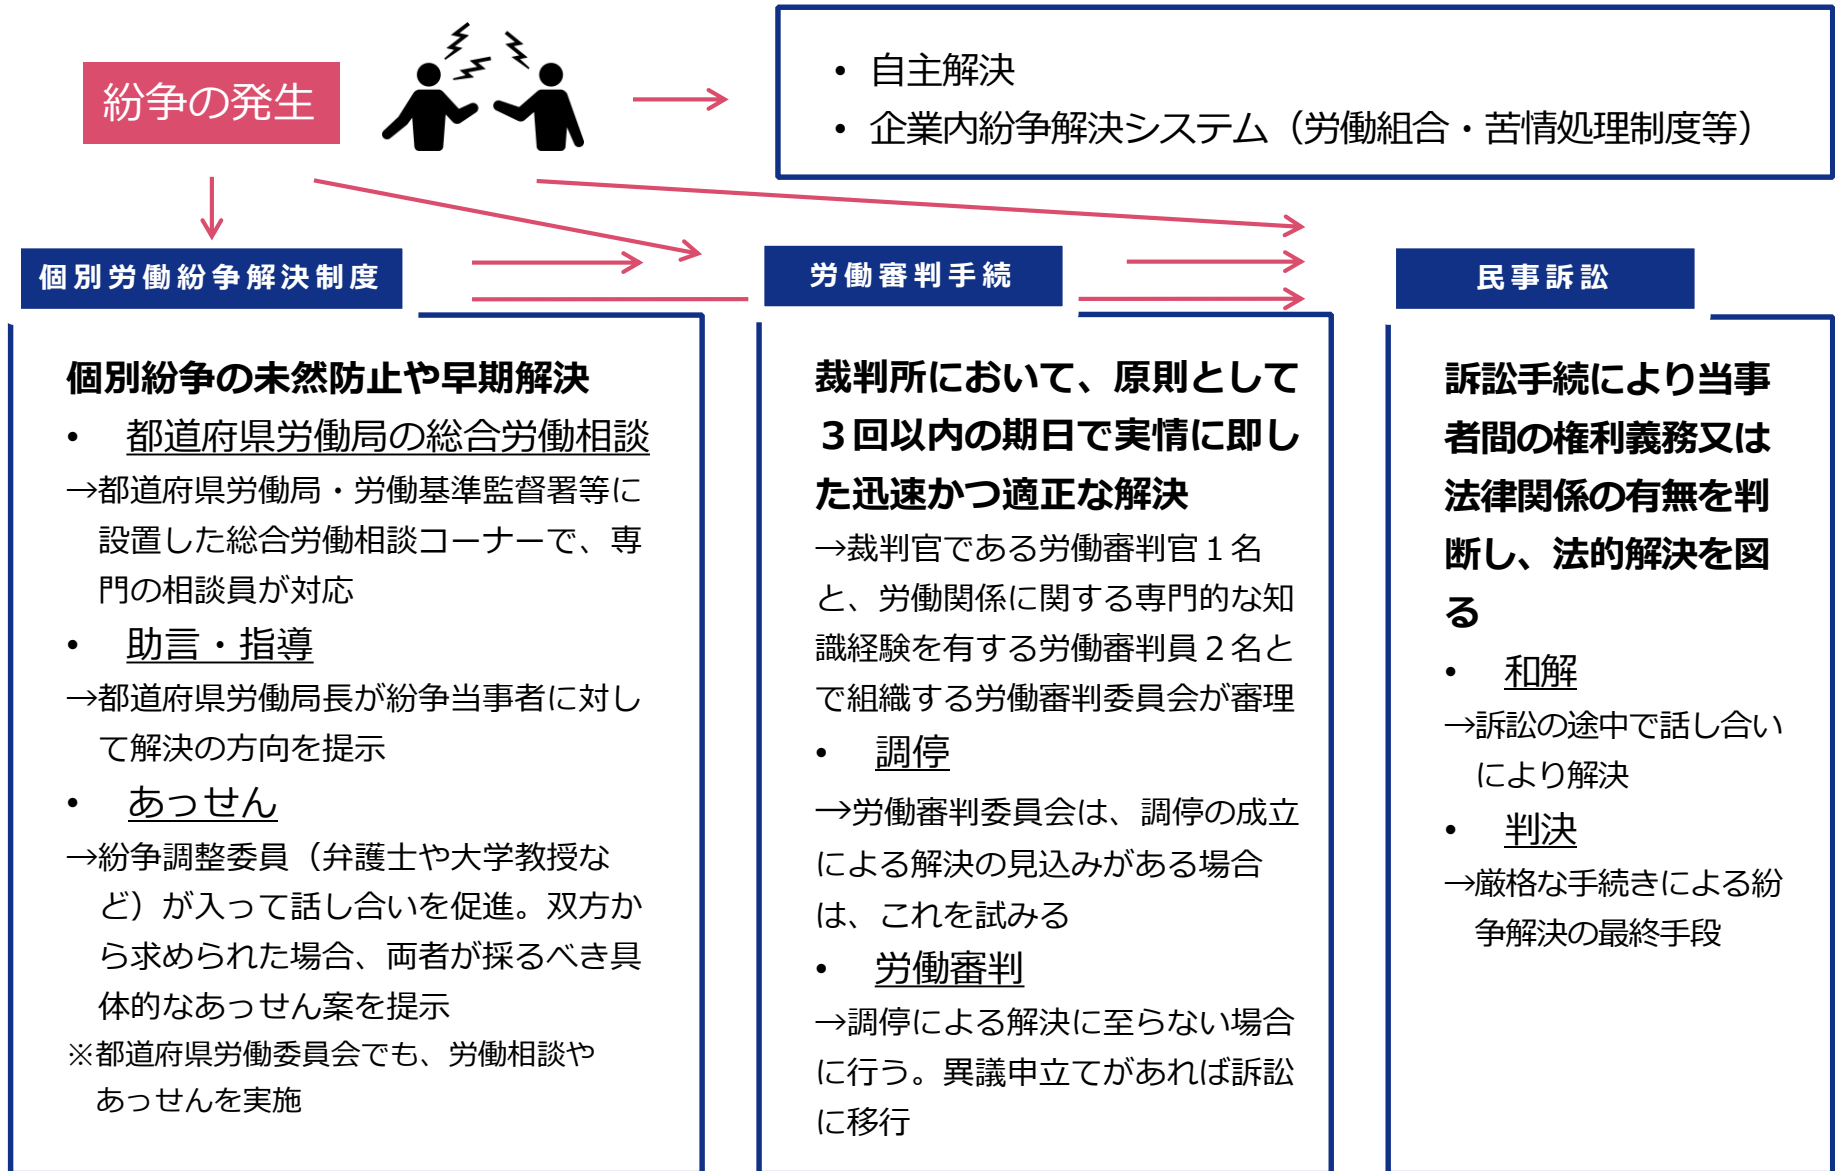 紛争の発生
• 自主解決
• 企業内紛争解決システム（労働組合・苦情処理制度等）
個別労働紛争解決制度
個別紛争の未然防止や早期解決
• 都道府県労働局の総合労働相談
→都道府県労働局・労働基準監督署等に
設置した総合労働相談コーナーで、専
門の相談員が対応
• 助言・指導
→都道府県労働局長が紛争当事者に対し
て解決の方向を提示
• あっせん
→紛争調整委員（弁護士や大学教授な
ど）が入って話し合いを促進。双方か
ら求められた場合、両者が採るべき具
体的なあっせん案を提示
※都道府県労働委員会でも、労働相談や
あっせんを実施
労働審判手続
裁判所において、原則として
３回以内の期日で実情に即し
た迅速かつ適正な解決
→裁判官である労働審判官１名
と、労働関係に関する専門的な知
識経験を有する労働審判員２名と
で組織する労働審判委員会が審理
• 調停
→労働審判委員会は、調停の成立
による解決の見込みがある場合
は、これを試みる
• 労働審判
→調停による解決に至らない場合
に行う。異議申立てがあれば訴訟
に移行
民事訴訟
訴訟手続により当事
者間の権利義務又は
法律関係の有無を判
断し、法的解決を図
る
• 和解
→訴訟の途中で話し合い
により解決
• 判決
→厳格な手続きによる紛
争解決の最終手段